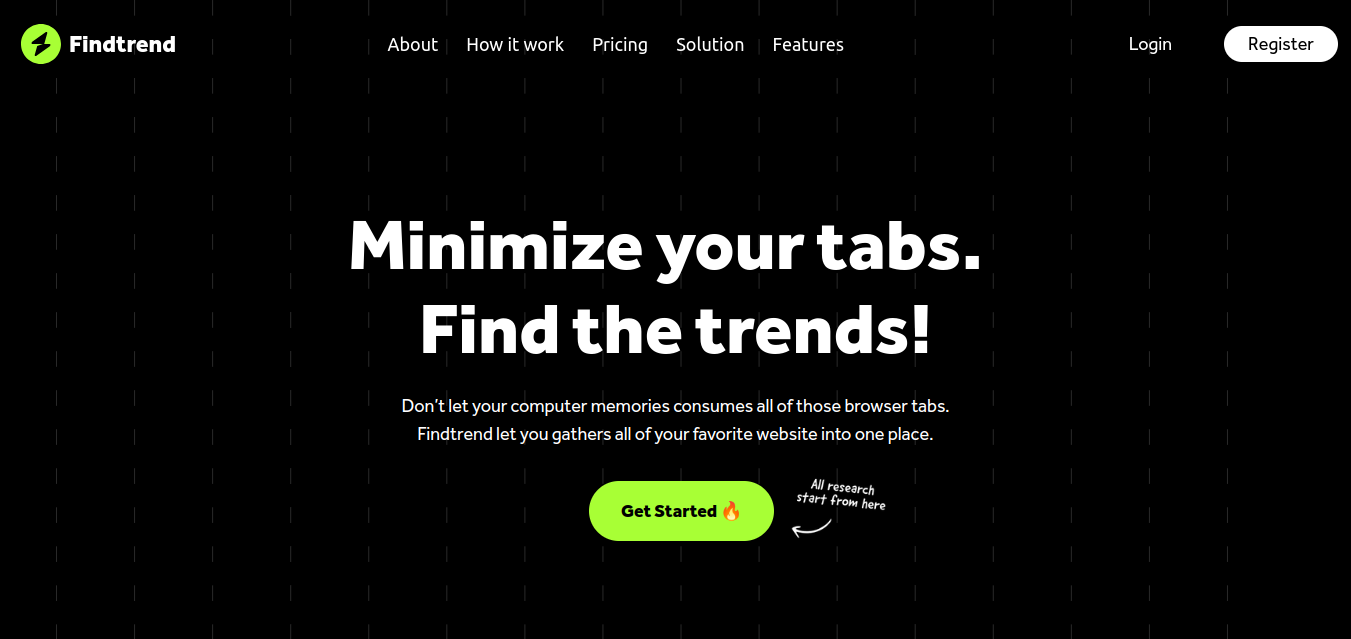 Findtrend
About How it work Pricing Solution Features
Login
Register
Minimize your tabs.
Find the trends!
Don't let your computer memories consumes all of those browser tabs.
Findtrend let you gathers all of your favorite website into one place.
Get Started 🔥
All research
start from here